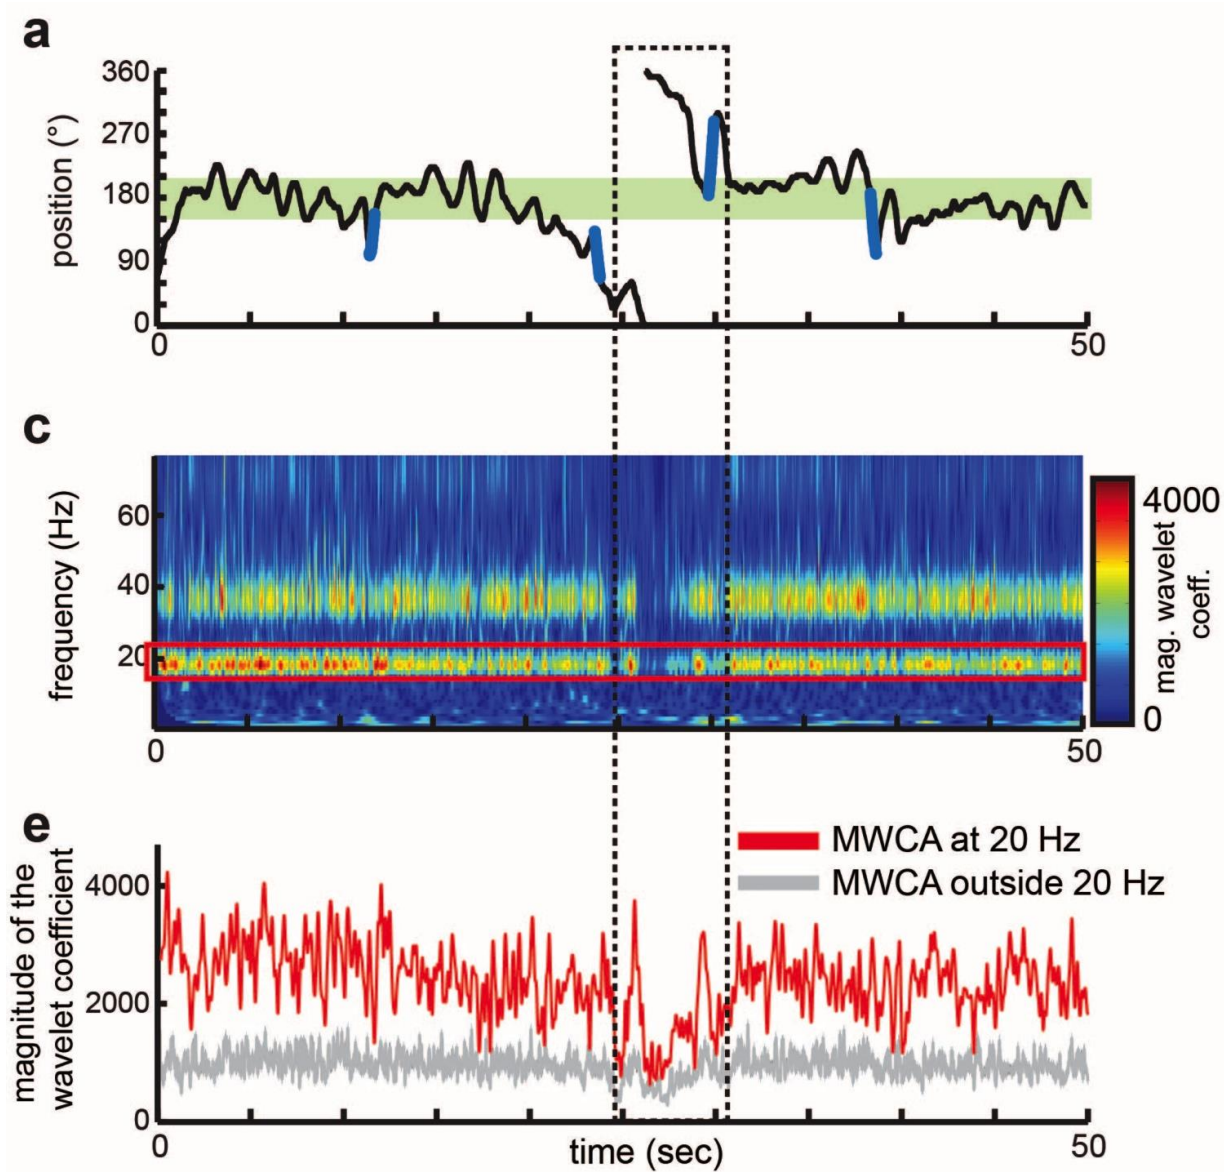 a
position (°)
360
270
180
90
0
0
50
c
frequency (Hz)
60
40
20
0
50
4000
0
mag. wavelet
coeff.
e
magnitude of the
wavelet coefficient
4000
2000
0
MWCA at 20 Hz
MWCA outside 20 Hz
0
time (sec)
50